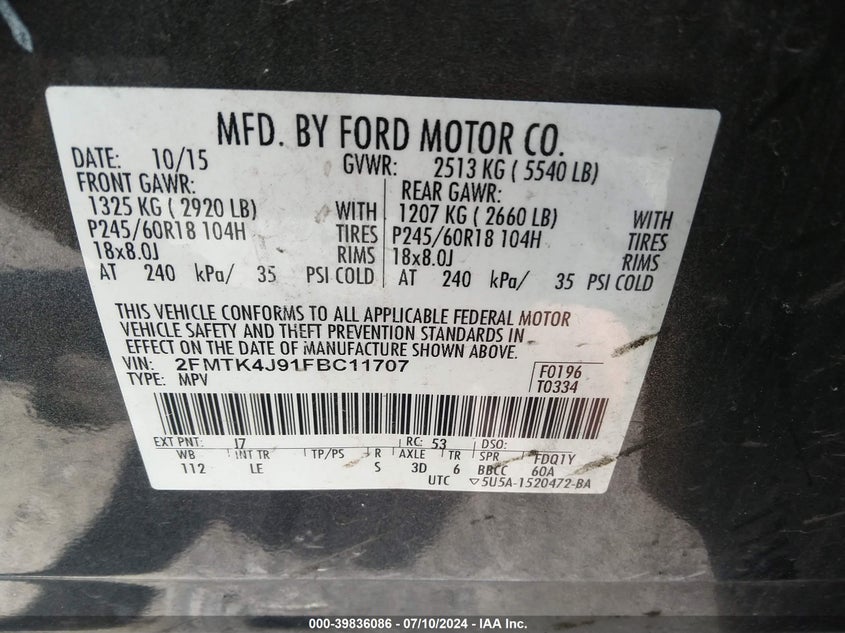 MFD. BY FORD MOTOR CO.
DATE: 10/15 GVWR: 2513 KG ( 5540 LB)
FRONT GAWR: REAR GAWR:
1325 KG ( 2920 LB) WITH 1207 KG ( 2660 LB) WITH
P245/60R18 104H TIRES P245/60R18 104H TIRES
18x8.0J RIMS 18x8.0J RIMS
AT 240 kPa/ 35 PSI COLD AT 240 kPa/ 35 PSI COLD
THIS VEHICLE CONFORMS TO ALL APPLICABLE FEDERAL MOTOR
VEHICLE SAFETY AND THEFT PREVENTION STANDARDS IN
EFFECT ON THE DATE OF MANUFACTURE SHOWN ABOVE.
VIN: 2FMTK4J91FBC11707 F0196
TYPE: MPV T0334
EXT PNT: J7 RC: 53 DSO:
WB INT TR TP/PS R AXLE TR SPR FDQ1Y
112 LE S 3D 6 BBCC 60A
UTC ▽5U5A-1520472-BA
000-39836086 - 07/10/2024 - IAA Inc.